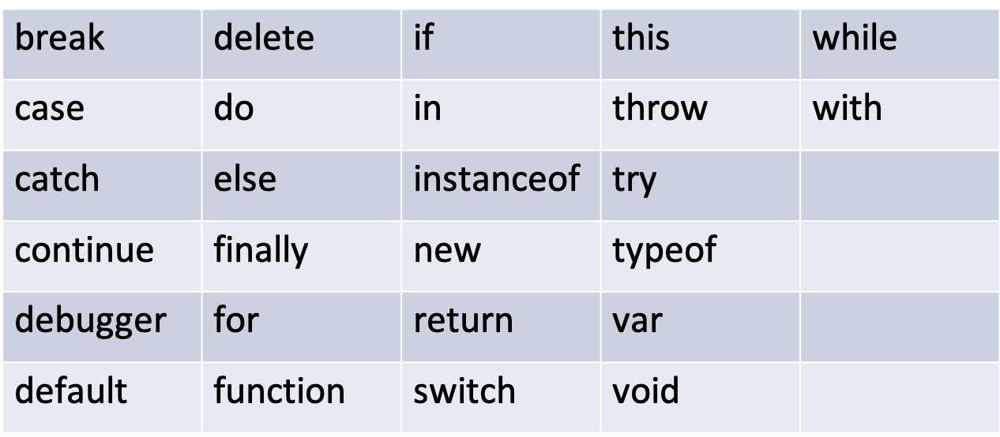 break delete if this while
case do in throw with
catch else instanceof try
continue finally new typeof
debugger for return var
default function switch void